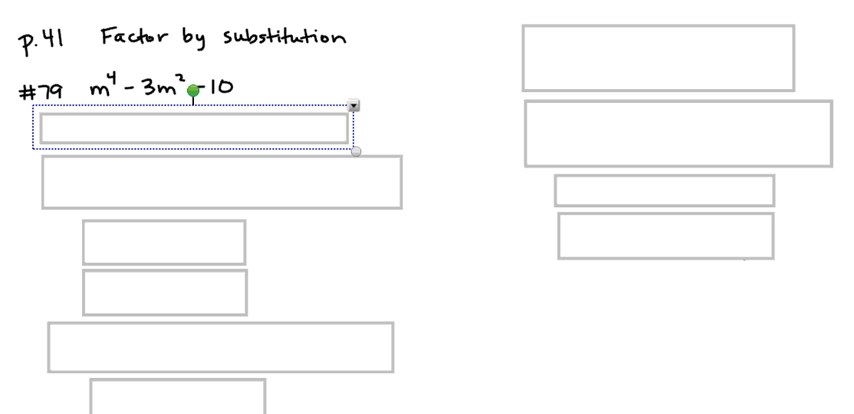 p.41 Factor by substitution
#79 m⁴ - 3m² - 10